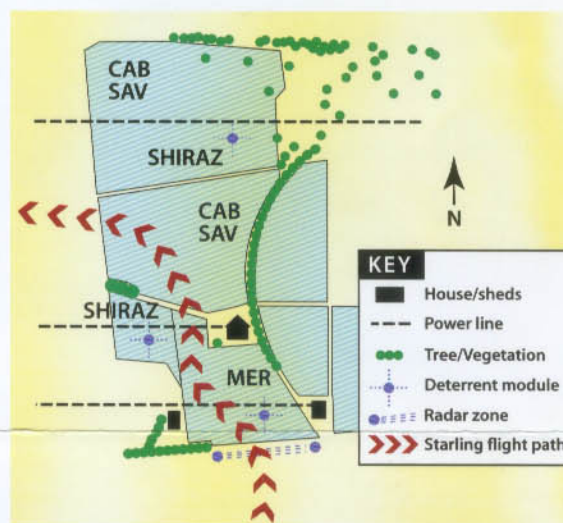 CAB
SAV
SHIRAZ
CAB
SAV
N
SHIRAZ
MER
KEY
House/sheds
Power line
Tree/Vegetation
Deterrent module
Radar zone
Starling flight path